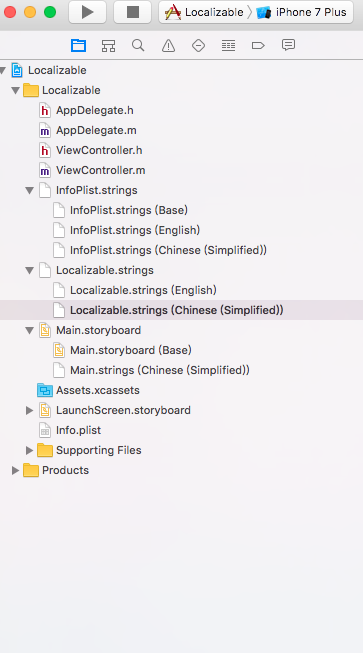 Localizable iPhone 7 Plus
Localizable
Localizable
h AppDelegate.h
m AppDelegate.m
h ViewController.h
m ViewController.m
InfoPlist.strings
InfoPlist.strings (Base)
InfoPlist.strings (English)
InfoPlist.strings (Chinese (Simplified))
Localizable.strings
Localizable.strings (English)
Localizable.strings (Chinese (Simplified))
Main.storyboard
Main.storyboard (Base)
Main.strings (Chinese (Simplified))
Assets.xcassets
LaunchScreen.storyboard
Info.plist
Supporting Files
Products